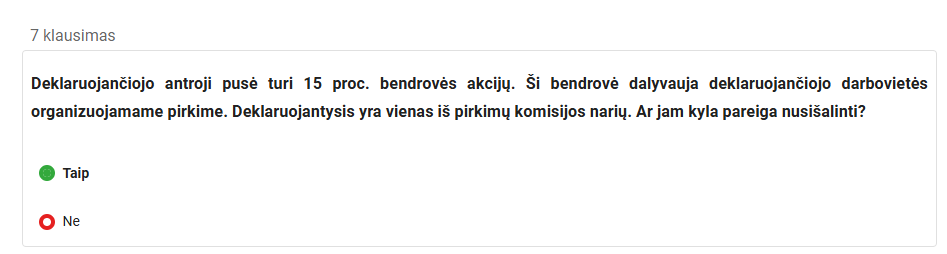 7 klausimas
Deklaruojančiojo antroji pusė turi 15 proc. bendrovės akcijų. Ši bendrovė dalyvauja deklaruojančiojo darbovietės
organizuojamame pirkime. Deklaruojantysis yra vienas iš pirkimų komisijos narių. Ar jam kyla pareiga nusišalinti?
Taip
Ne